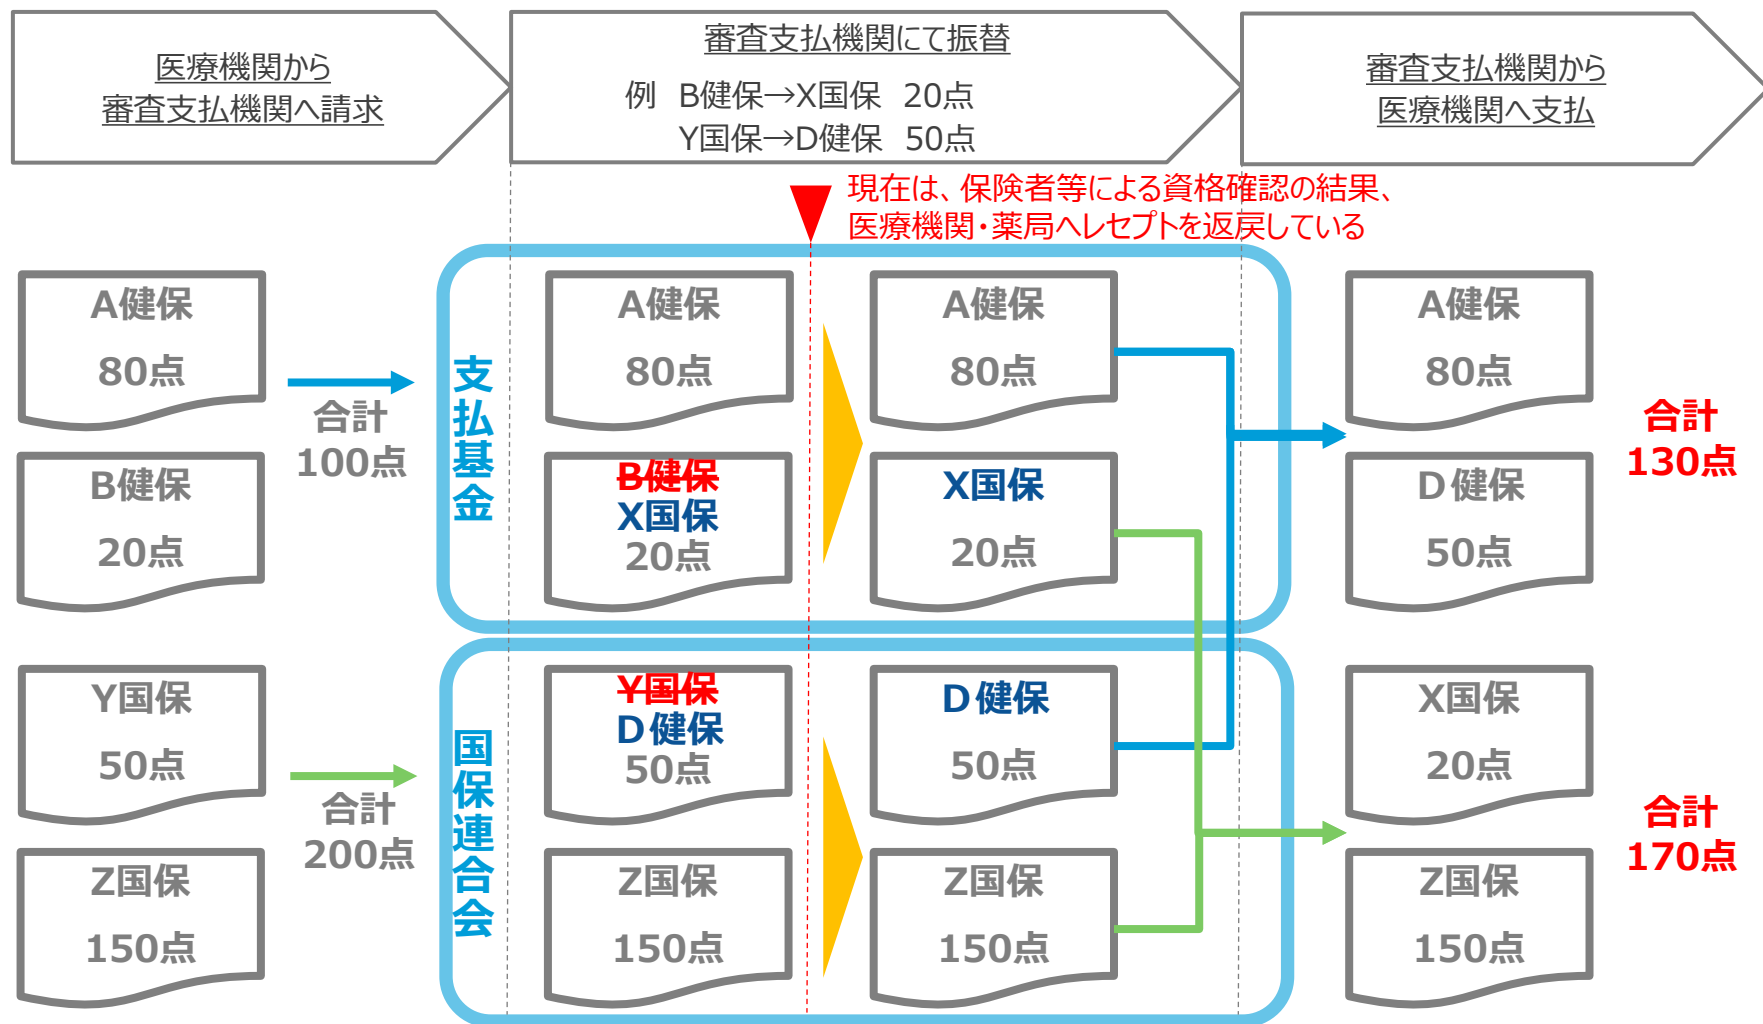 医療機関から
審査支払機関へ請求
審査支払機関にて振替
例 B健保→X国保 20点
Y国保→D健保 50点
審査支払機関から
医療機関へ支払
現在は、保険者等による資格確認の結果、
医療機関・薬局へレセプトを返戻している
支払基金
A健保
80点
B健保
20点
合計
100点
A健保
80点
B健保
X国保
20点
A健保
80点
X国保
20点
A健保
80点
D健保
50点
合計
130点
国保連合会
Y国保
50点
Z国保
150点
合計
200点
Y国保
D健保
50点
Z国保
150点
D健保
50点
Z国保
150点
X国保
20点
Z国保
150点
合計
170点